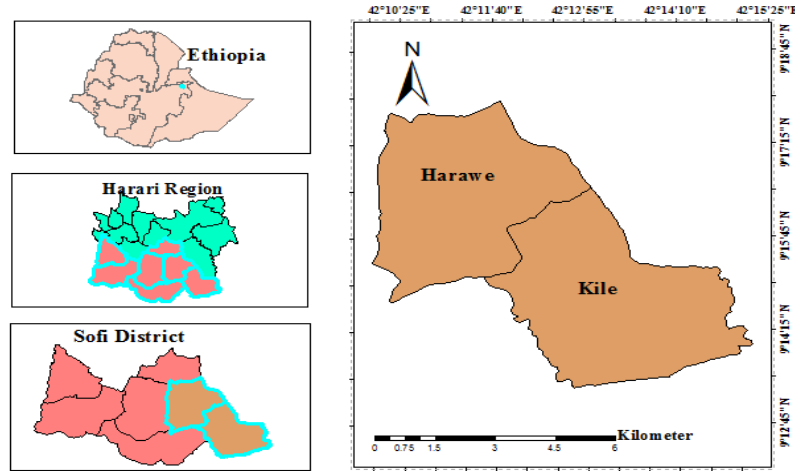 Ethiopia
Harari Region
Sofi District
42°10'25"E 42°11'40"E 42°12'55"E 42°14'10"E 42°15'25"E
N
9°18'45"N
9°17'15"N
9°15'45"N
9°14'15"N
9°12'45"N
Harawe
Kile
0 0.75 1.5 3 4.5 6
Kilometer